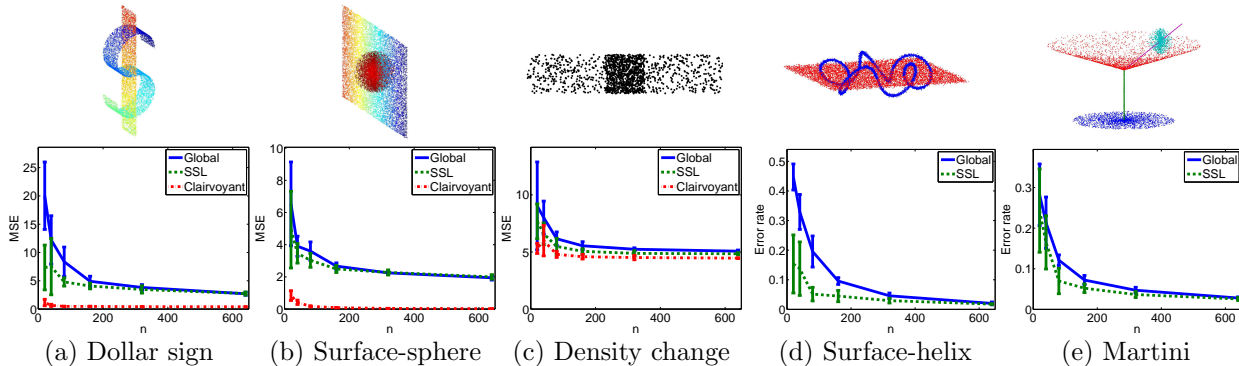 25
20
15
10
5
0
MSE
Global
SSL
Clairvoyant
0 200 400 600
n
(a) Dollar sign
10
8
6
4
2
0
MSE
Global
SSL
Clairvoyant
0 200 400 600
n
(b) Surface-sphere
10
5
0
MSE
Global
SSL
Clairvoyant
0 200 400 600
n
(c) Density change
0.5
0.4
0.3
0.2
0.1
0
Error rate
Global
SSL
0 200 400 600
n
(d) Surface-helix
0.3
0.2
0.1
0
Error rate
Global
SSL
0 200 400 600
n
(e) Martini